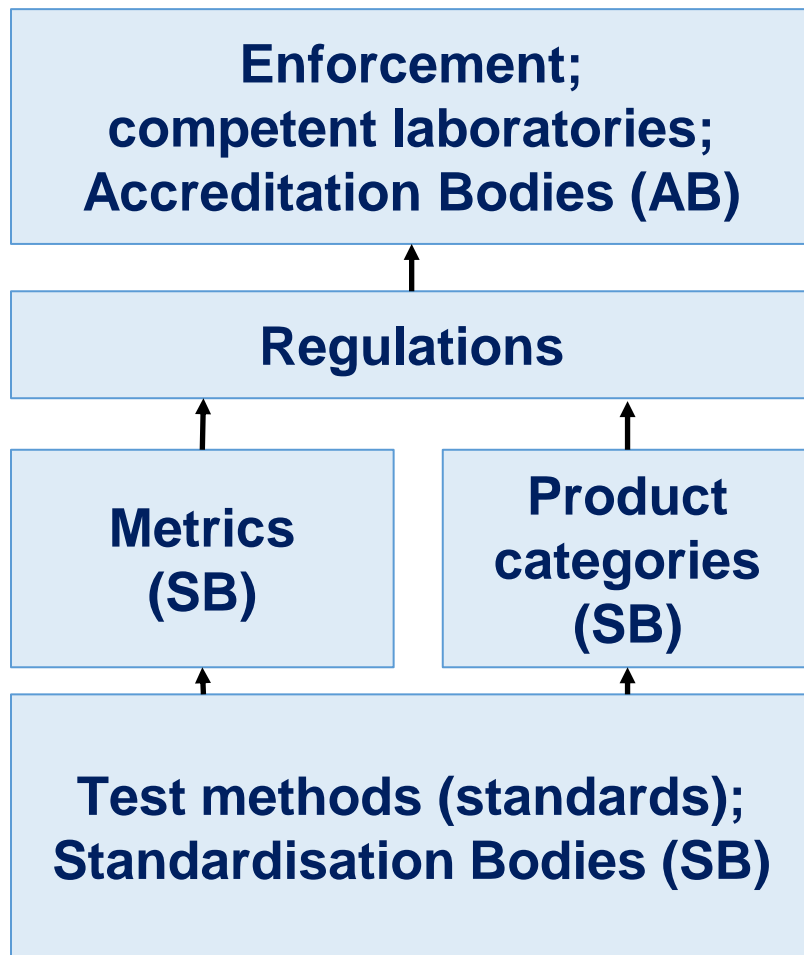 Enforcement;
competent laboratories;
Accreditation Bodies (AB)
Regulations
Metrics
(SB)
Product
categories
(SB)
Test methods (standards);
Standardisation Bodies (SB)